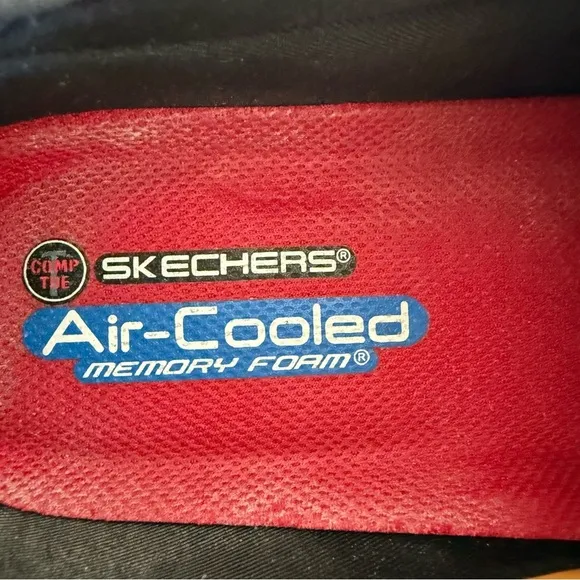 COMP
TOE
SKECHERS®
Air-Cooled
MEMORY FOAM®